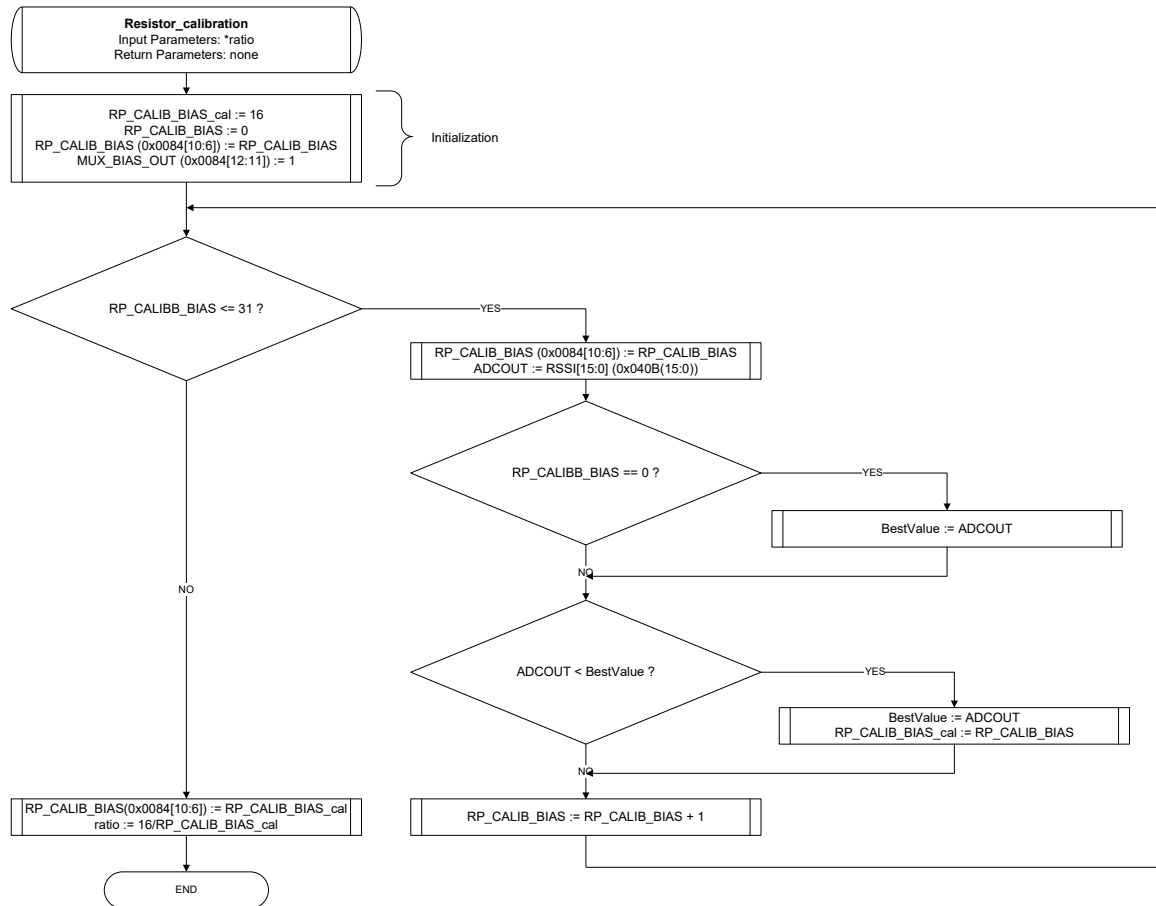 Resistor_calibration
Input Parameters: *ratio
Return Parameters: none
RP_CALIB_BIAS_cal := 16
RP_CALIB_BIAS := 0
RP_CALIB_BIAS (0x0084[10:6]) := RP_CALIB_BIAS
MUX_BIAS_OUT (0x0084[12:11]) := 1
Initialization
RP_CALIBB_BIAS <= 31 ?
YES
RP_CALIB_BIAS (0x0084[10:6]) := RP_CALIB_BIAS
ADCOUT := RSSI[15:0] (0x040B(15:0))
RP_CALIBB_BIAS == 0 ?
YES
BestValue := ADCOUT
NO
NO
ADCOUT < BestValue ?
YES
BestValue := ADCOUT
RP_CALIB_BIAS_cal := RP_CALIB_BIAS
NO
RP_CALIB_BIAS(0x0084[10:6]) := RP_CALIB_BIAS_cal
ratio := 16/RP_CALIB_BIAS_cal
RP_CALIB_BIAS := RP_CALIB_BIAS + 1
END